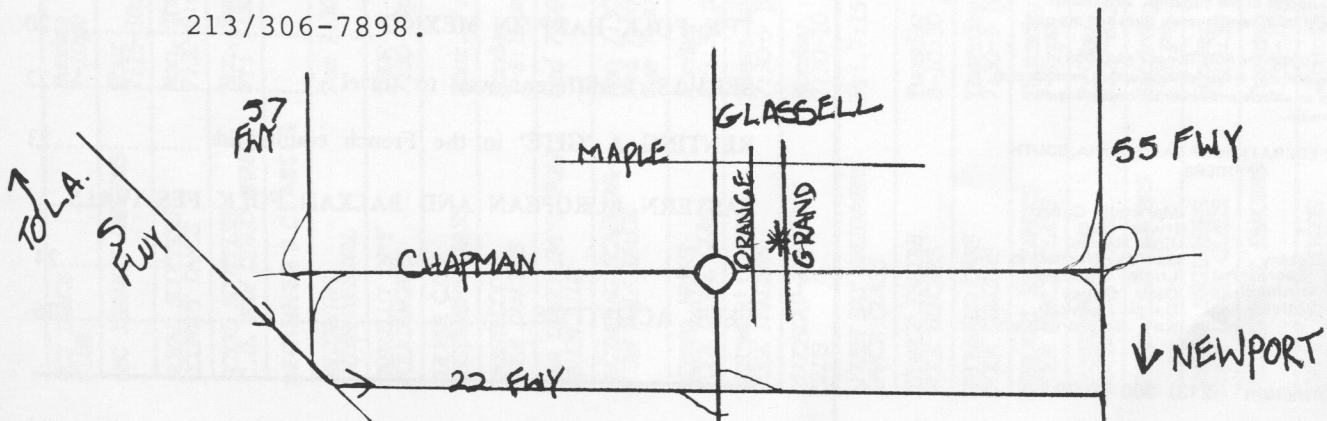 213/306-7898.
57
FWY
GLASSELL
MAPLE
55 FWY
TO L.A.
5
FWY
ORANGE
GRAND
CHAPMAN
NEWPORT
22 FWY